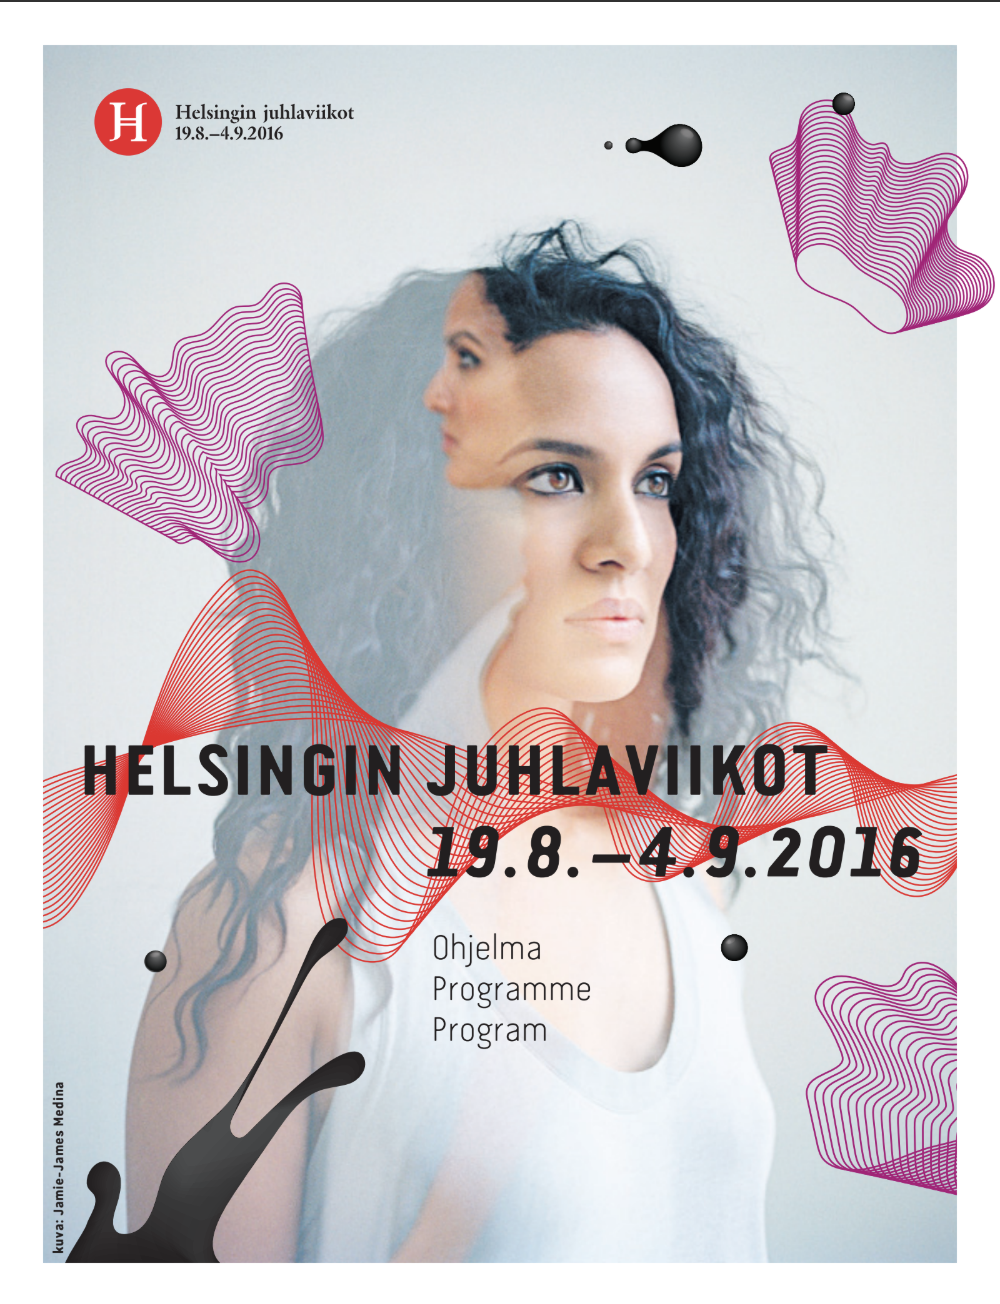 Helsingin juhlaviikot
19.8.–4.9.2016
HELSINGIN JUHLAVIIKOT
19.8.–4.9.2016
Ohjelma
Programme
Program
kuva: Jamie-James Medina